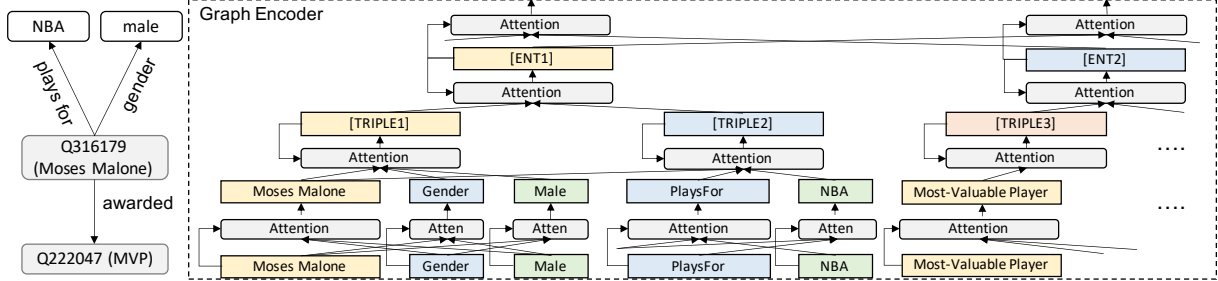 NBA
male
plays for
gender
Q316179
(Moses Malone)
awarded
Q222047 (MVP)
Graph Encoder
Attention
Attention
[ENT1]
[ENT2]
Attention
Attention
[TRIPLE1]
[TRIPLE2]
[TRIPLE3]
Attention
Attention
Attention
....
Moses Malone
Gender
Male
PlaysFor
NBA
Most-Valuable Player
....
Attention
Atten
Atten
Attention
Atten
Attention
Moses Malone
Gender
Male
PlaysFor
NBA
Most-Valuable Player